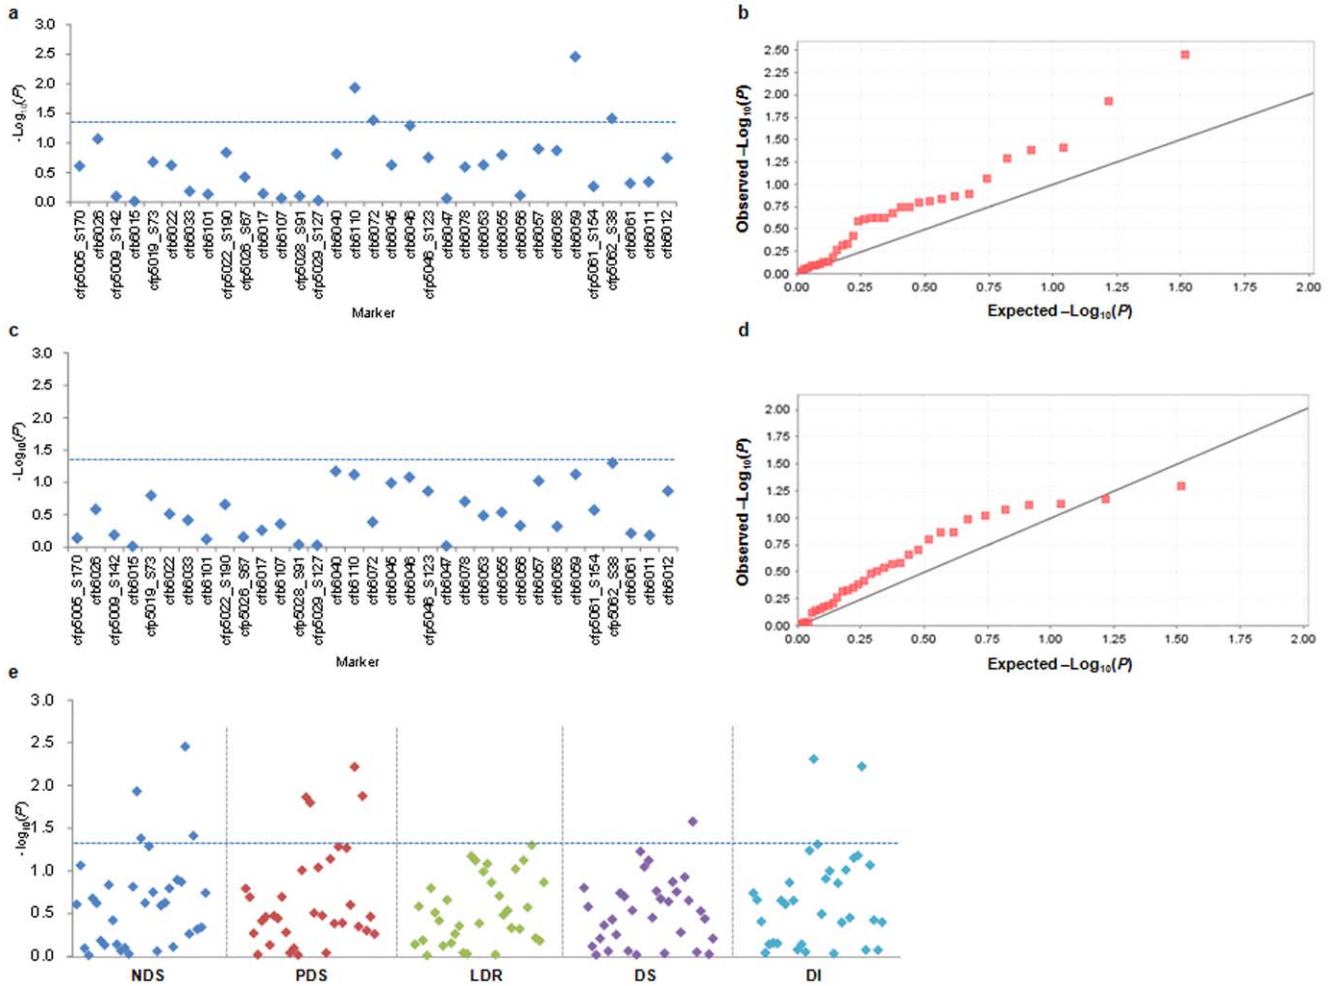 a
3.0
2.5
2.0
1.5
1.0
0.5
0.0
-Log10(P)
cfp5005_S170
cfb6026
cfp5009_S142
cfb6015
cfp5019_S73
cfb6022
cfb6033
cfb6101
cfp5022_S190
cfp5026_S67
cfb6017
cfb6107
cfp5028_S91
cfp5029_S127
cfb6040
cfb6110
cfb6072
cfb6045
cfb6046
cfp5046_S123
cfb6047
cfb6078
cfb6053
cfb6055
cfb6066
cfb6057
cfb6058
cfb6059
cfp5061_S154
cfp5062_S38
cfb6061
cfb6011
cfb6012
Marker
b
2.50
2.25
2.00
1.75
1.50
1.25
1.00
0.75
0.50
0.25
0.00
Observed –Log10(P)
0.00 0.25 0.50 0.75 1.00 1.25 1.50 1.75 2.00
Expected –Log10(P)
c
3.0
2.5
2.0
1.5
1.0
0.5
0.0
-Log10(P)
cfp5005_S170
cfb6026
cfp5009_S142
cfb6015
cfp5019_S73
cfb6022
cfb6033
cfb6101
cfp5022_S190
cfp5026_S67
cfb6017
cfb6107
cfp5028_S91
cfp5029_S127
cfb6040
cfb6110
cfb6072
cfb6045
cfb6046
cfp5046_S123
cfb6047
cfb6078
cfb6053
cfb6055
cfb6066
cfb6057
cfb6058
cfb6059
cfp5061_S154
cfp5062_S38
cfb6061
cfb6011
cfb6012
Marker
d
2.00
1.75
1.50
1.25
1.00
0.75
0.50
0.25
0.00
Observed –Log10(P)
0.00 0.25 0.50 0.75 1.00 1.25 1.50 1.75 2.00
Expected –Log10(P)
e
3.0
2.5
2.0
1.5
1.0
0.5
0.0
- log10(P)
NDS PDS LDR DS DI